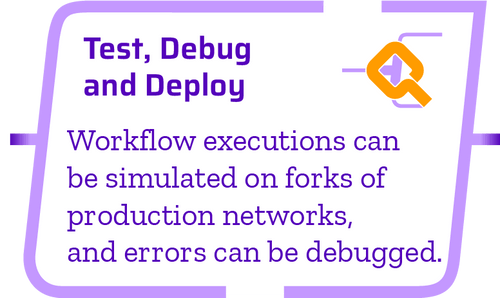 Test, Debug
and Deploy
Workflow executions can
be simulated on forks of
production networks,
and errors can be debugged.